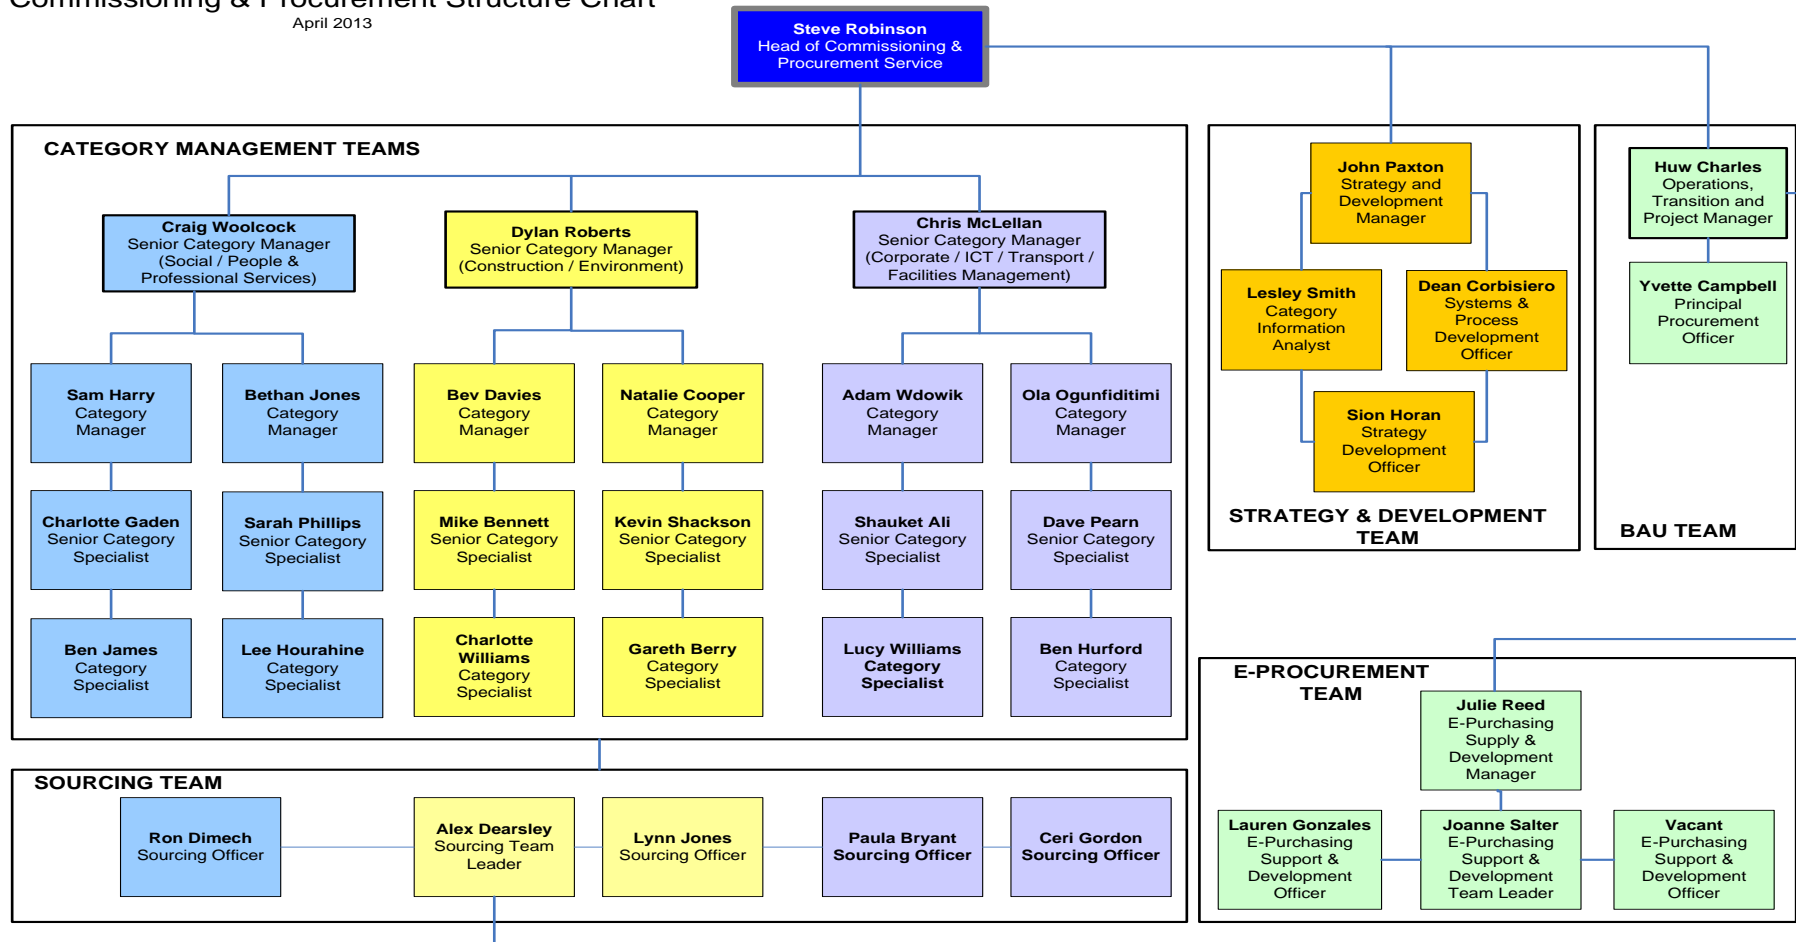 Commissioning & Procurement Structure Chart
April 2013
Steve Robinson
Head of Commissioning &
Procurement Service
CATEGORY MANAGEMENT TEAMS
Craig Woolcock
Senior Category Manager
(Social / People &
Professional Services)
Dylan Roberts
Senior Category Manager
(Construction / Environment)
Chris McLellan
Senior Category Manager
(Corporate / ICT / Transport /
Facilities Management)
Sam Harry
Category
Manager
Bethan Jones
Category
Manager
Bev Davies
Category
Manager
Natalie Cooper
Category
Manager
Adam Wdowik
Category
Manager
Ola Ogunfiditimi
Category
Manager
Charlotte Gaden
Senior Category
Specialist
Sarah Phillips
Senior Category
Specialist
Mike Bennett
Senior Category
Specialist
Kevin Shackson
Senior Category
Specialist
Shauket Ali
Senior Category
Specialist
Dave Pearn
Senior Category
Specialist
Ben James
Category
Specialist
Lee Hourahine
Category
Specialist
Charlotte
Williams
Category
Specialist
Gareth Berry
Category
Specialist
Lucy Williams
Category
Specialist
Ben Hurford
Category
Specialist
John Paxton
Strategy and
Development
Manager
Lesley Smith
Category
Information
Analyst
Dean Corbisiero
Systems &
Process
Development
Officer
Sion Horan
Strategy
Development
Officer
STRATEGY & DEVELOPMENT
TEAM
Huw Charles
Operations,
Transition and
Project Manager
Yvette Campbell
Principal
Procurement
Officer
BAU TEAM
SOURCING TEAM
Ron Dimech
Sourcing Officer
Alex Dearsley
Sourcing Team
Leader
Lynn Jones
Sourcing Officer
Paula Bryant
Sourcing Officer
Ceri Gordon
Sourcing Officer
E-PROCUREMENT
TEAM
Julie Reed
E-Purchasing
Supply &
Development
Manager
Lauren Gonzales
E-Purchasing
Support &
Development
Officer
Joanne Salter
E-Purchasing
Support &
Development
Team Leader
Vacant
E-Purchasing
Support &
Development
Officer